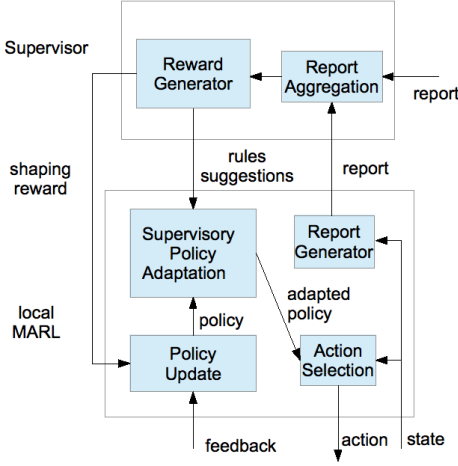 Supervisor
Reward
Generator
Report
Aggregation
report
shaping
reward
rules
suggestions
report
Supervisory
Policy
Adaptation
Report
Generator
adapted
policy
local
MARL
policy
Policy
Update
Action
Selection
feedback
action
state